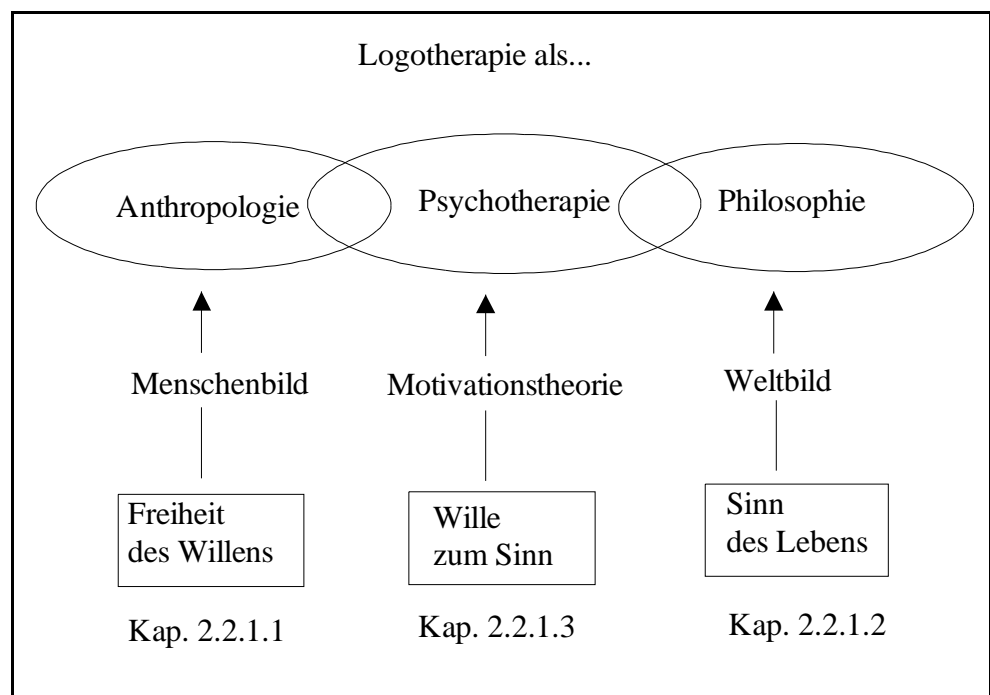 Logotherapie als...
Anthropologie
Psychotherapie
Philosophie
Menschenbild
Motivationstheorie
Weltbild
Freiheit
des Willens
Wille
zum Sinn
Sinn
des Lebens
Kap. 2.2.1.1
Kap. 2.2.1.3
Kap. 2.2.1.2